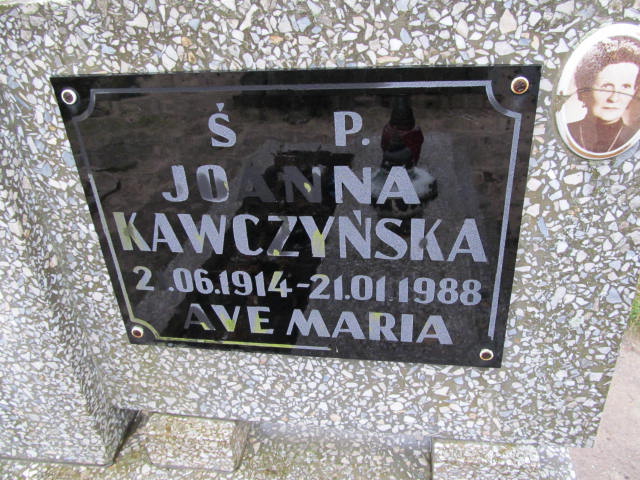 Ś P.
JOANNA
KAWCZYŃSKA
2 .06.1914-21.01.1988
AVE MARIA